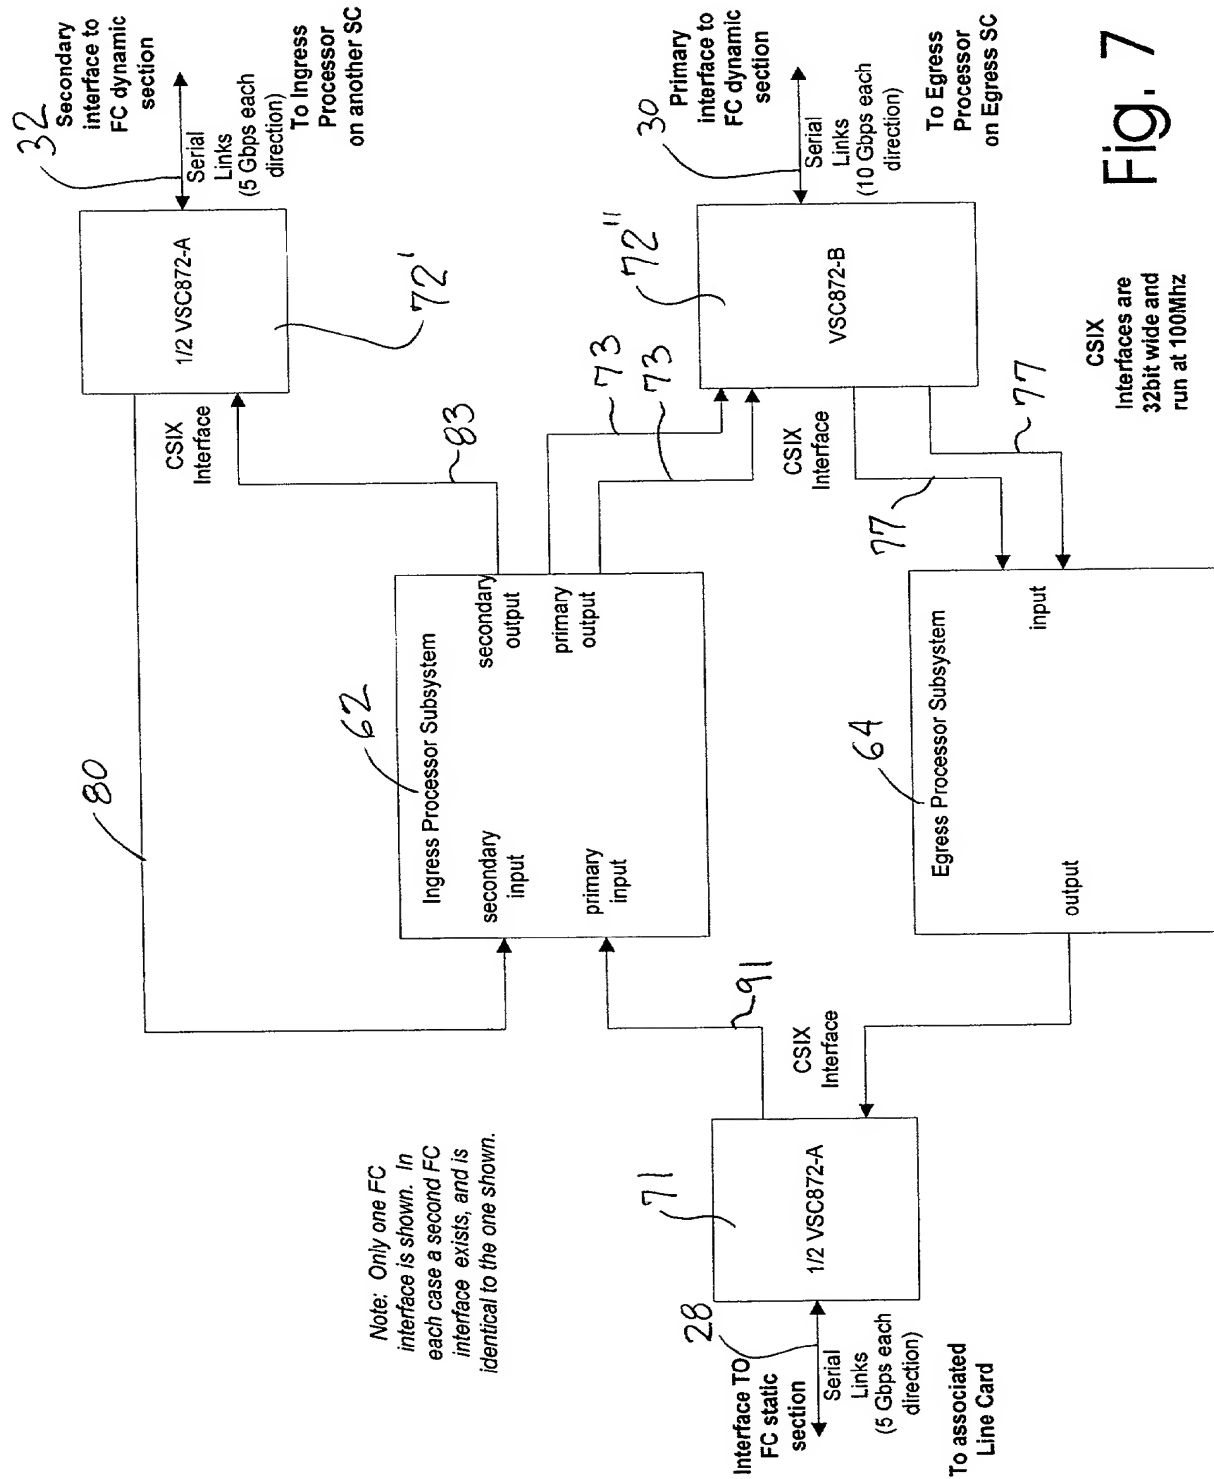 32
Secondary
interface to
FC dynamic
section
Serial
Links
(5 Gbps each
direction)
To Ingress
Processor
on another SC
1/2 VSC872-A
72'
CSIX
Interface
80
83
30
Primary
interface to
FC dynamic
section
Serial
Links
(10 Gbps each
direction)
To Egress
Processor
on Egress SC
72"
VSC872-B
73
73
CSIX
Interface
77
77
62
Ingress Processor Subsystem
secondary
input
primary
input
secondary
output
primary
output
64
Egress Processor Subsystem
input
output
91
CSIX
Interface
71
1/2 VSC872-A
28
Interface TO
FC static
section
Serial
Links
(5 Gbps each
direction)
To associated
Line Card
Note: Only one FC
interface is shown. In
each case a second FC
interface exists, and is
identical to the one shown.
CSIX
Interfaces are
32bit wide and
run at 100Mhz
Fig. 7